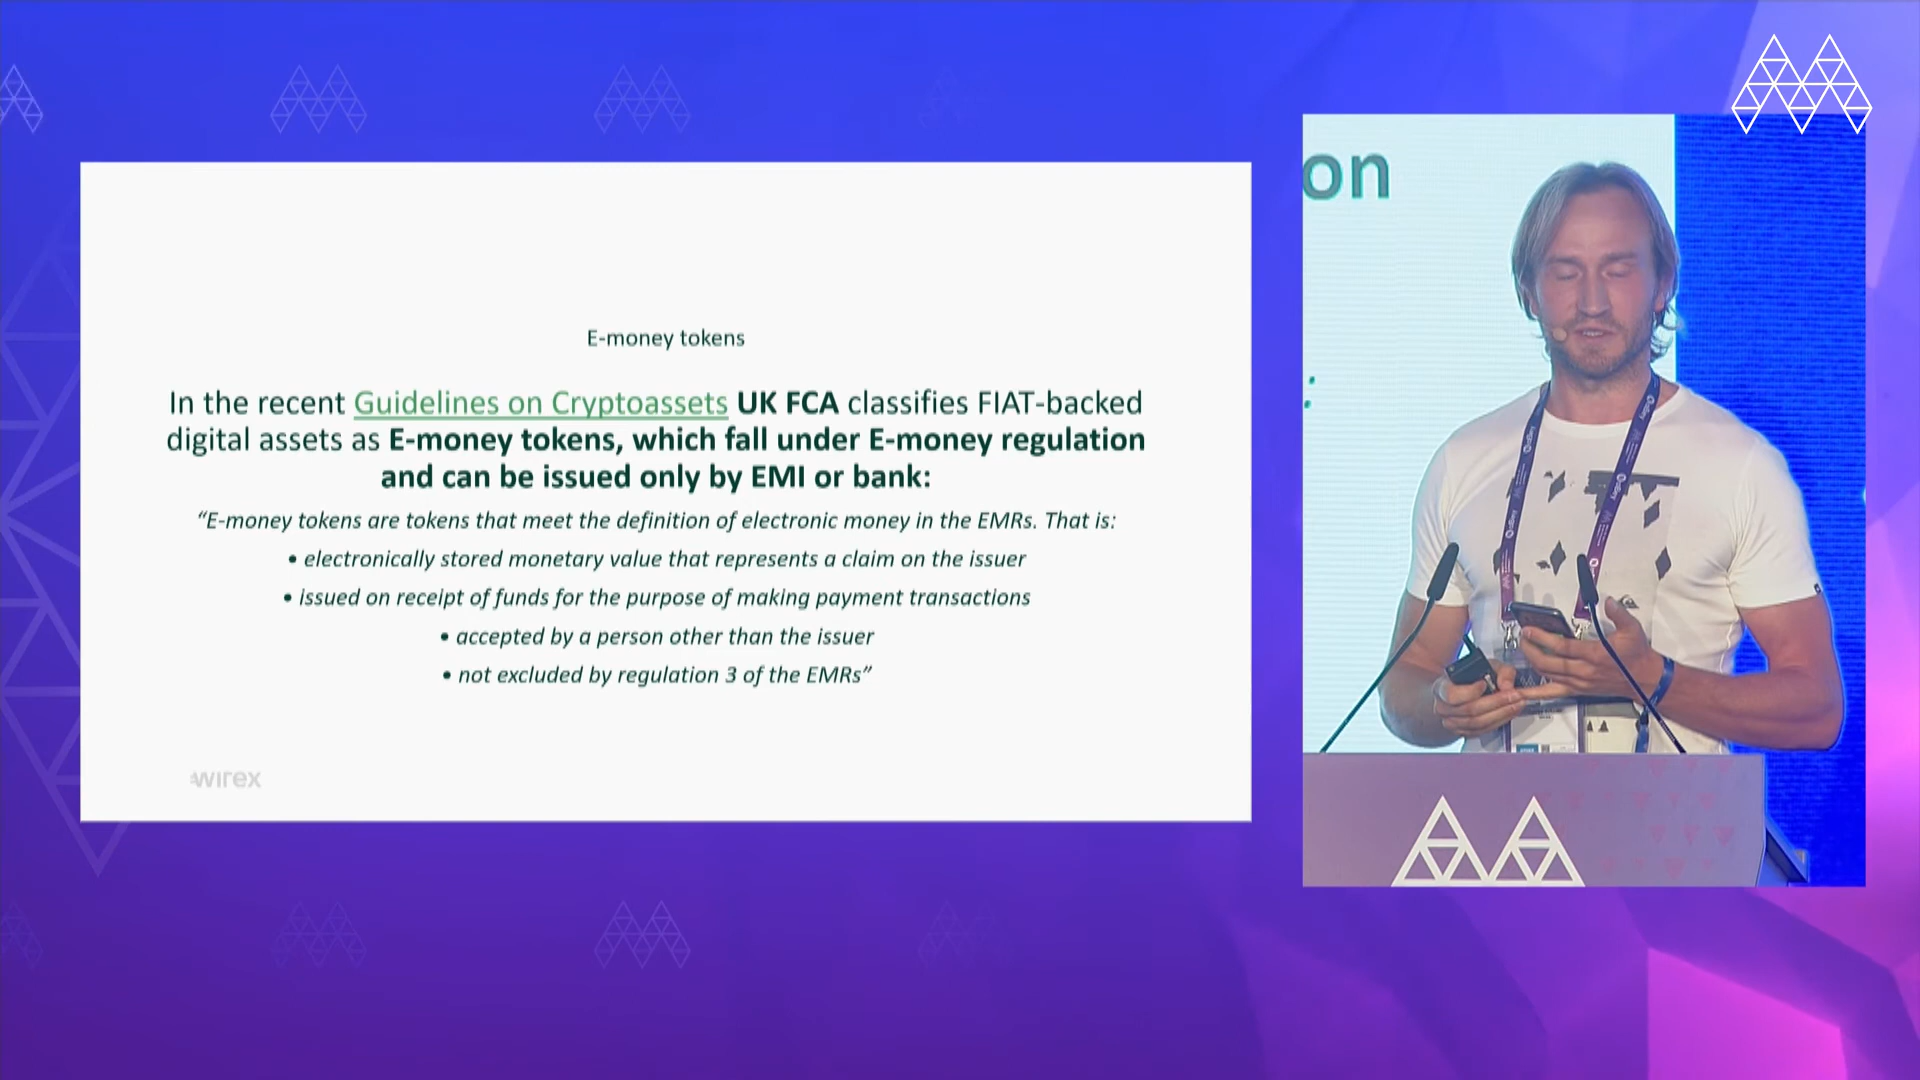 E-money tokens
In the recent Guidelines on Cryptoassets UK FCA classifies FIAT-backed
digital assets as E-money tokens, which fall under E-money regulation
and can be issued only by EMI or bank:
“E-money tokens are tokens that meet the definition of electronic money in the EMRs. That is:
• electronically stored monetary value that represents a claim on the issuer
• issued on receipt of funds for the purpose of making payment transactions
• accepted by a person other than the issuer
• not excluded by regulation 3 of the EMRs”
wirex
on